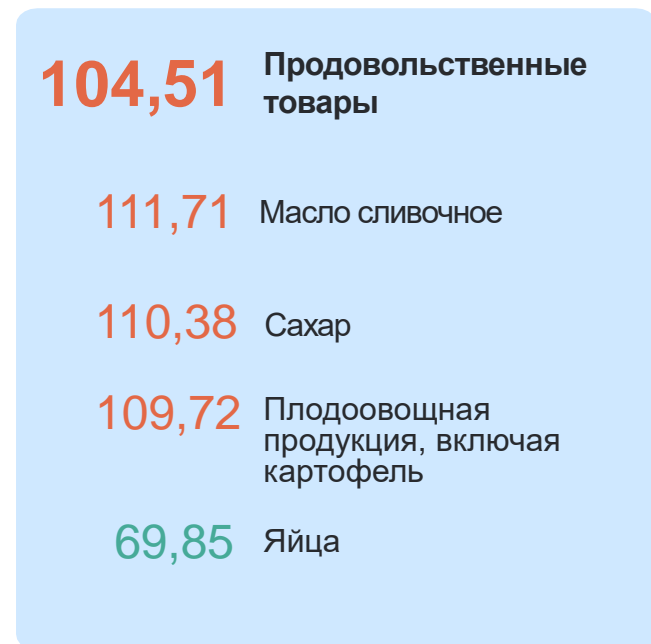 104,51 Продовольственные
товары
111,71 Масло сливочное
110,38 Сахар
109,72 Плодоовощная
продукция, включая
картофель
69,85 Яйца